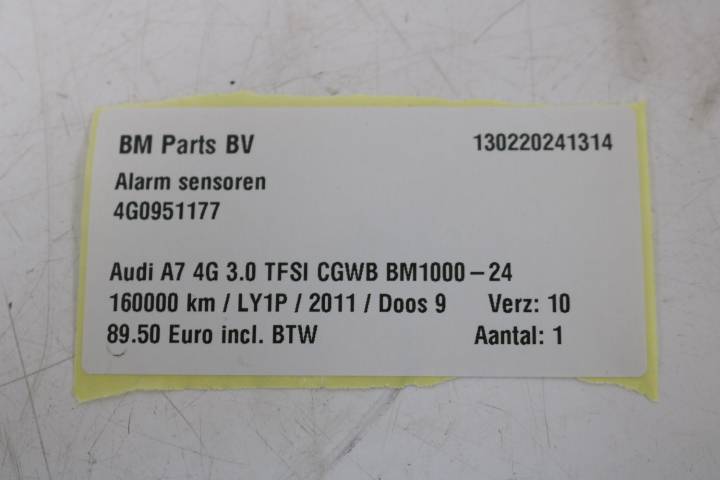 BM Parts BV 130220241314
Alarm sensoren
4G0951177
Audi A7 4G 3.0 TFSI CGWB BM1000-24
160000 km / LY1P / 2011 / Doos 9 Verz: 10
89.50 Euro incl. BTW Aantal: 1